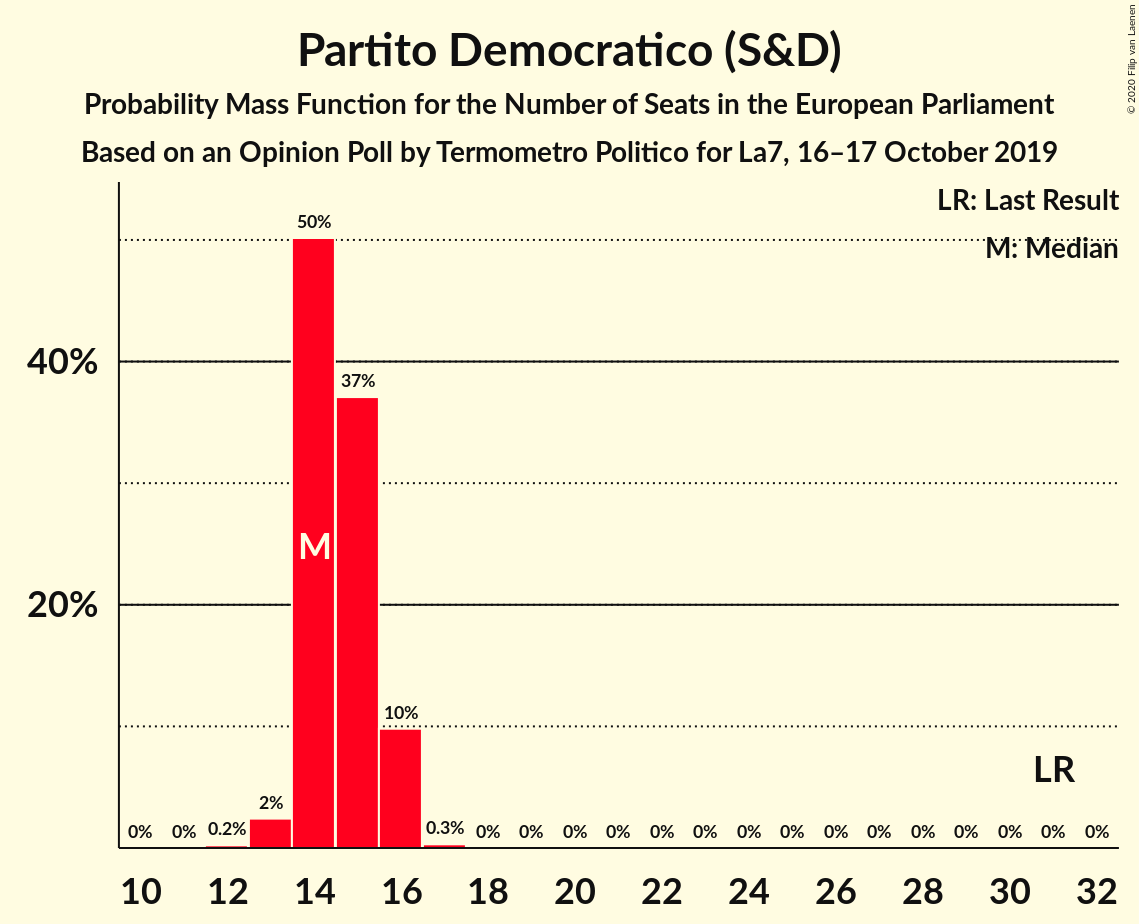 Partito Democratico (S&D)
Probability Mass Function for the Number of Seats in the European Parliament
Based on an Opinion Poll by Termometro Politico for La7, 16–17 October 2019
© 2020 Filip van Laenen
LR: Last Result
M: Median
50%
40%
37%
M
20%
10%
LR
0% 0% 0.2% 2% 0.3% 0% 0% 0% 0% 0% 0% 0% 0% 0% 0% 0% 0% 0% 0% 0%
10 12 14 16 18 20 22 24 26 28 30 32